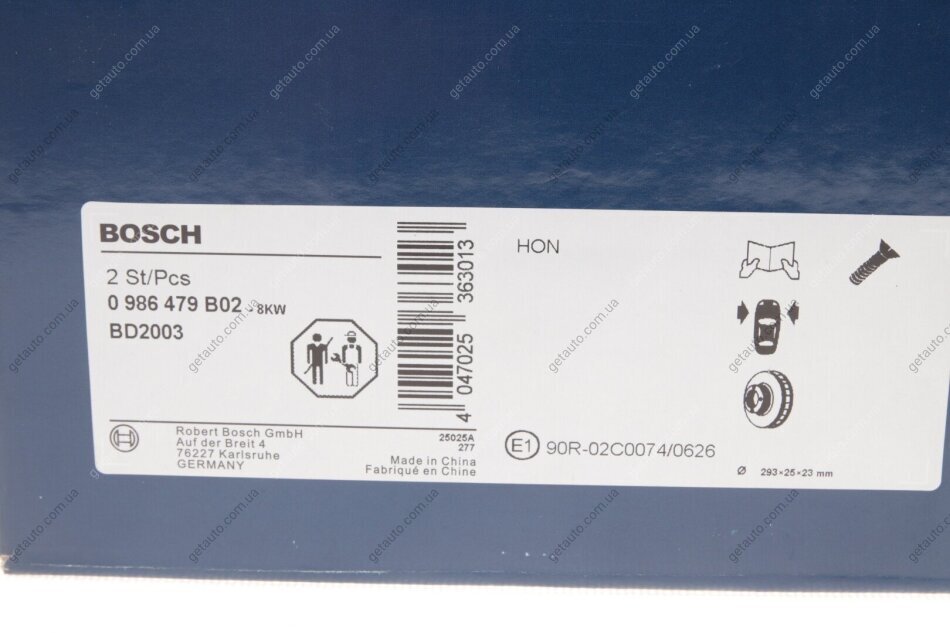 BOSCH
2 St/Pcs
0 986 479 B02 - 8KW
BD2003
4 047025 363013
Robert Bosch GmbH
Auf der Breit 4
76227 Karlsruhe
GERMANY
25025A
277
Made in China
Fabriqué en Chine
HON
E1 90R-02C0074/0626
Ø 293×25×23 mm
getauto.com.ua